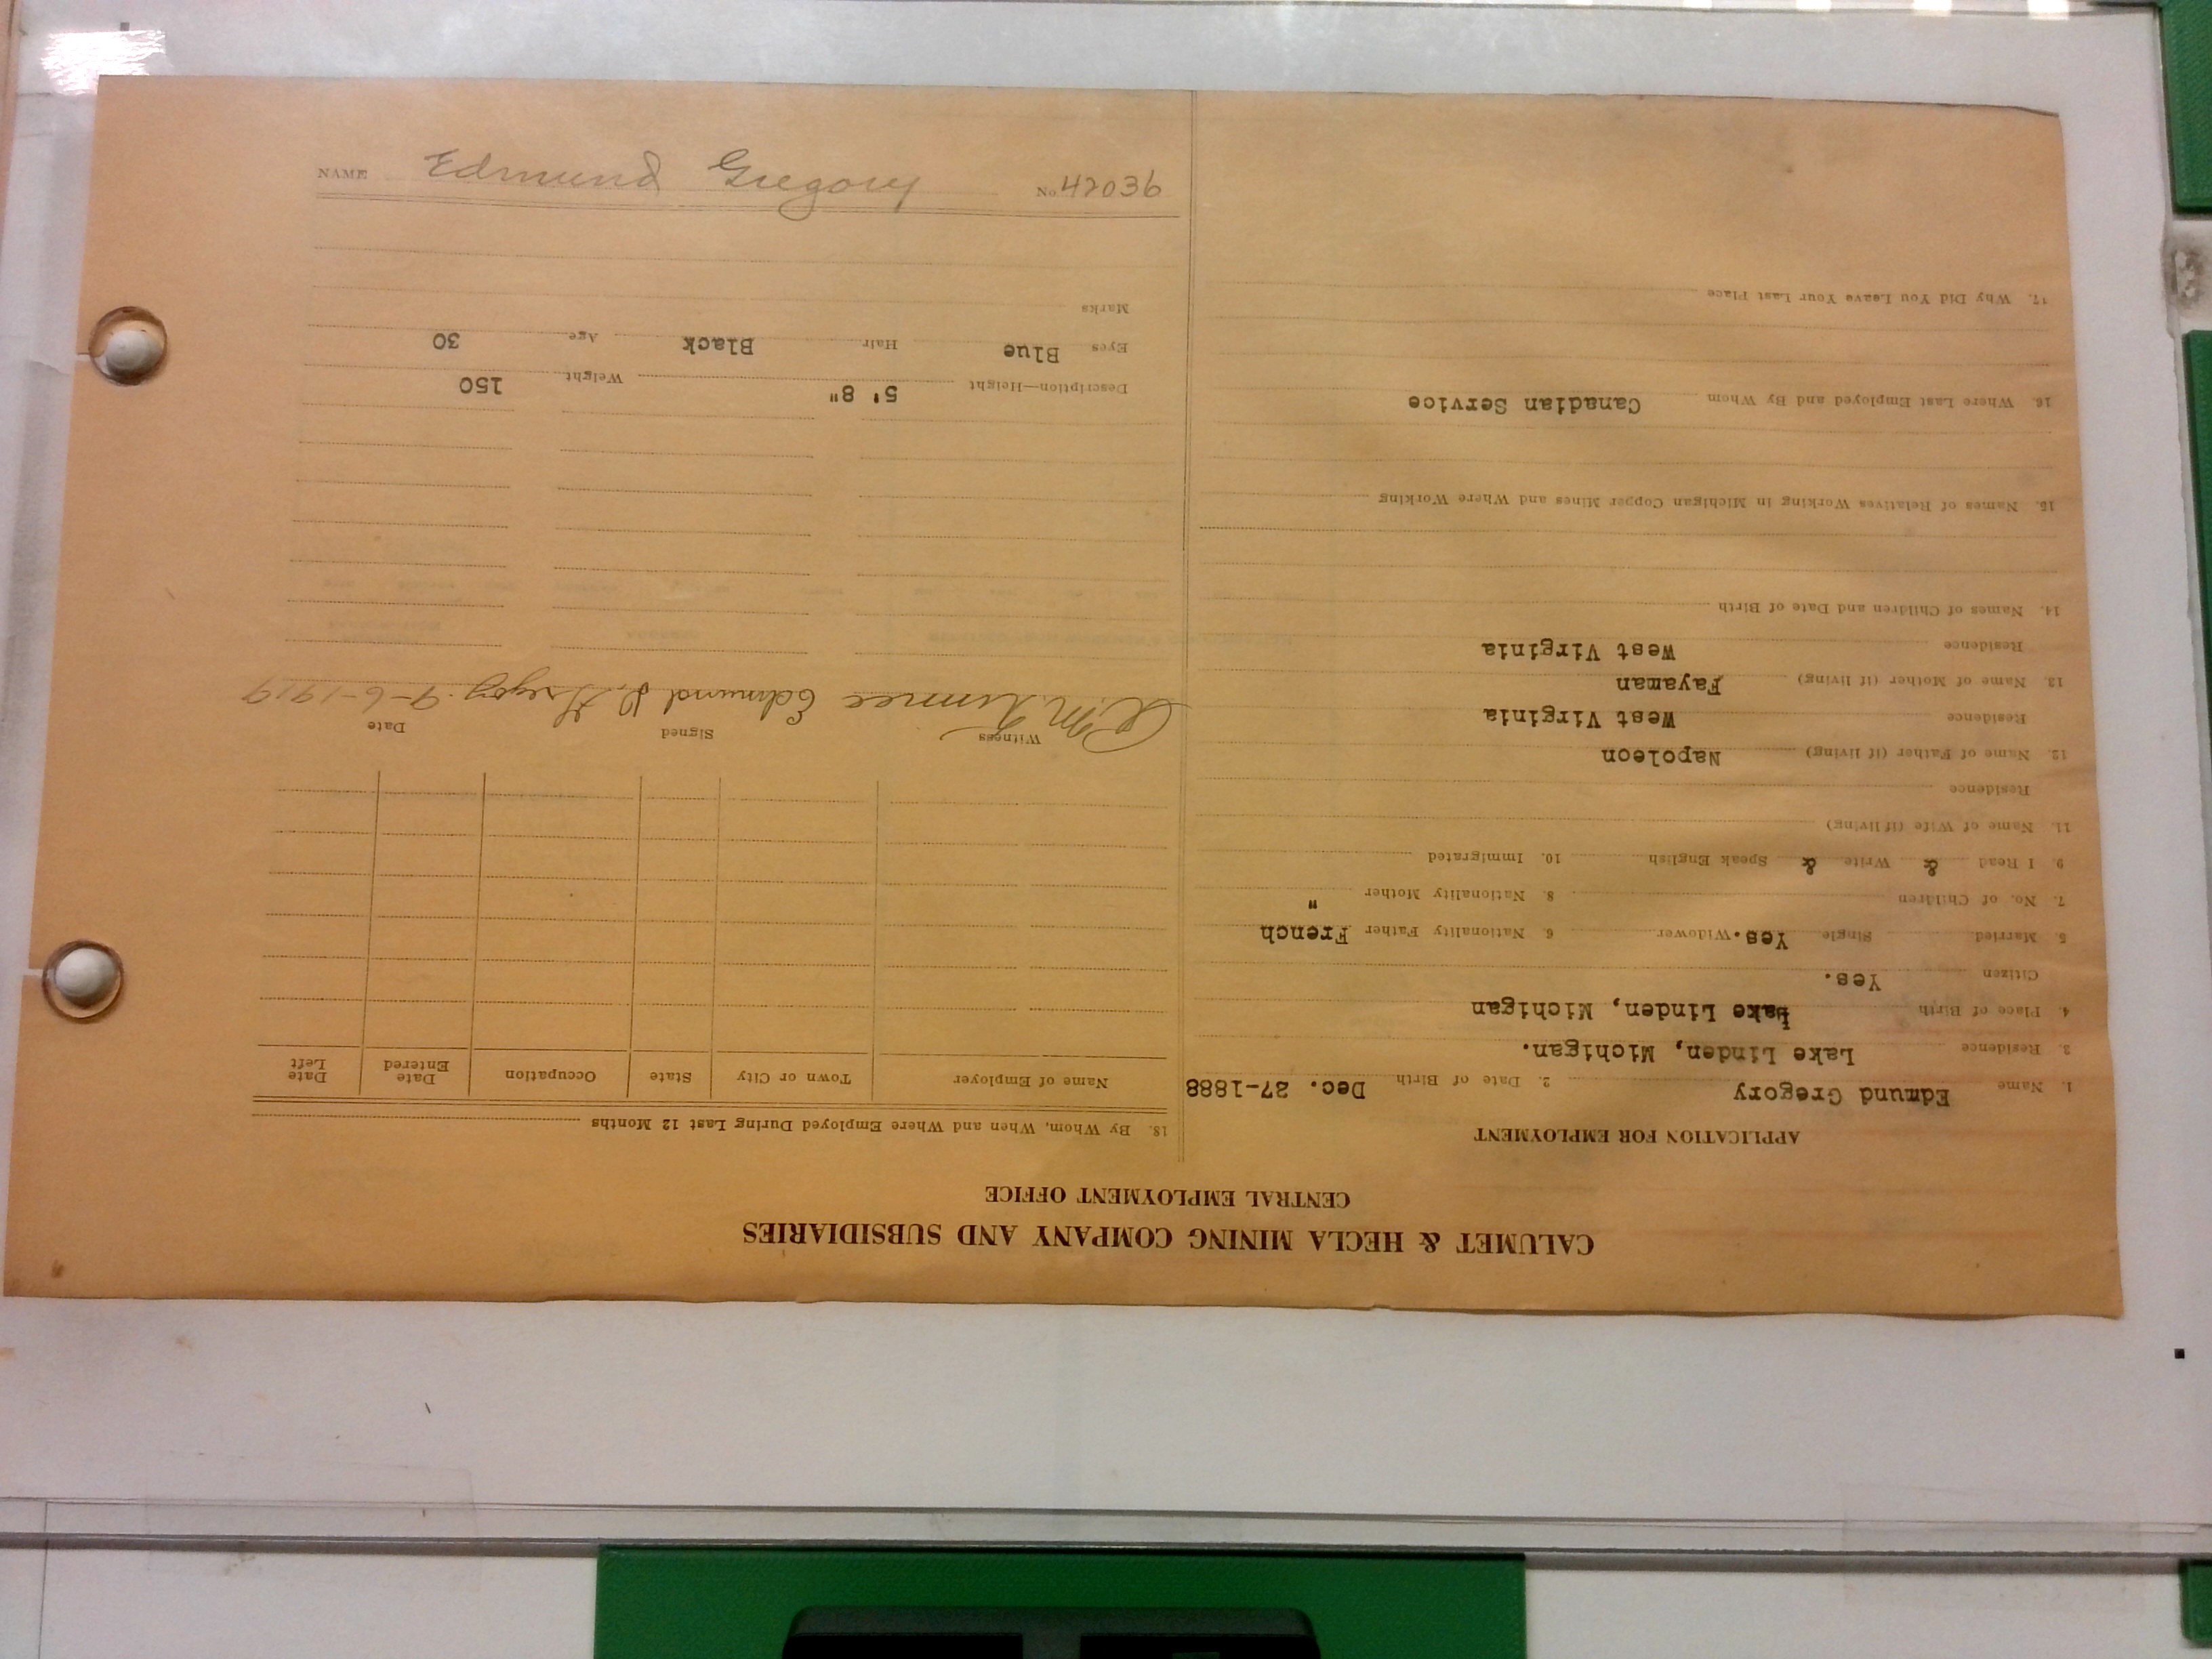 CALUMET & HECLA MINING COMPANY AND SUBSIDIARIES
CENTRAL EMPLOYMENT OFFICE
APPLICATION FOR EMPLOYMENT
1. Name Edmund Gregory 2. Date of Birth Dec. 27-1888
3. Residence Lake Linden, Michigan.
4. Place of Birth Lake Linden, Michigan
Citizen Yes.
5. Married Single Yes. Widower 6. Nationality Father French
7. No. of Children 8. Nationality Mother "
9. I Read & Write & Speak English 10. Immigrated
11. Name of Wife (if living)
Residence
12. Name of Father (if living) Napoleon
Residence West Virginia
13. Name of Mother (if living) Fayaman
Residence West Virginia
14. Names of Children and Date of Birth
15. Names of Relatives Working in Michigan Copper Mines and Where Working
16. Where Last Employed and By Whom Canadian Service
17. Why Did You Leave Your Last Place
18. By Whom, When and Where Employed During Last 12 Months
Name of Employer Town or City State Occupation Date Entered Date Left
Witness Signed Date
Edmund Gregory 9-6-1919
Description—Height 5' 8" Weight 150
Eyes Blue Hair Black Age 30
Marks
NAME Edmund Gregory No 42036